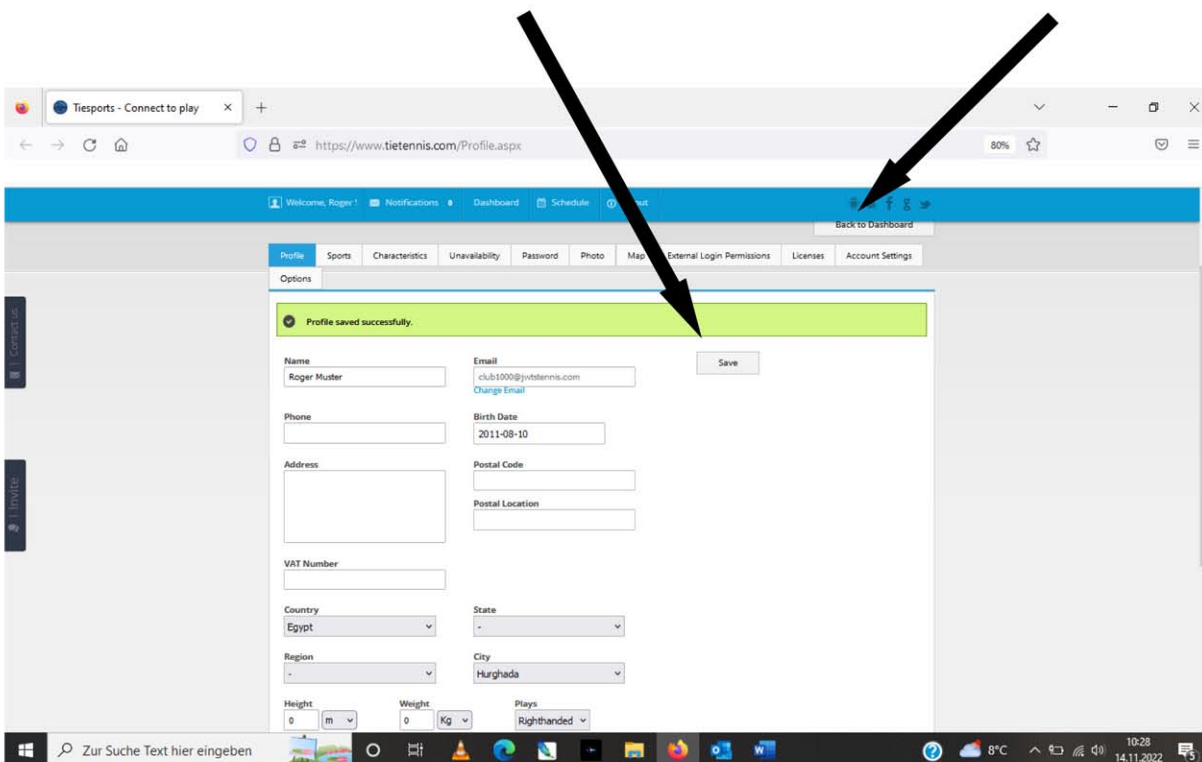 Tiesports - Connect to play
https://www.tietennis.com/Profile.aspx
80%
Welcome, Roger !
Notifications 0
Dashboard
Schedule
Back to Dashboard
Profile
Sports
Characteristics
Unavailability
Password
Photo
Map
External Login Permissions
Licenses
Account Settings
Options
Contact us
Invite
Profile saved successfully.
Name
Email
Roger Muster
club1000@jwtstennis.com
Save
Change Email
Phone
Birth Date
2011-08-10
Address
Postal Code
Postal Location
VAT Number
Country
State
Egypt
-
Region
City
-
Hurghada
Height
Weight
Plays
0
m
0
Kg
Righthanded
Zur Suche Text hier eingeben
8°C
10:28
14.11.2022